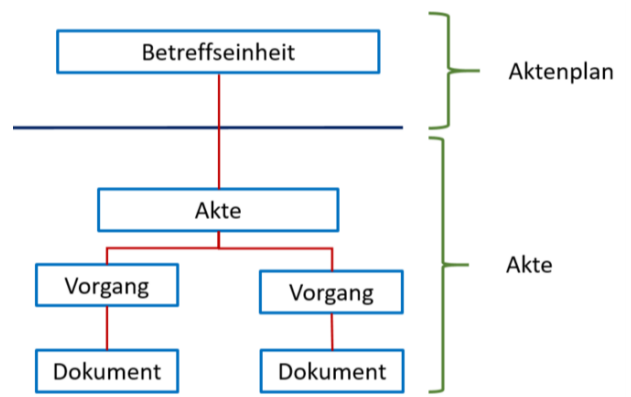 Betreffseinheit
Aktenplan
Akte
Akte
Vorgang
Vorgang
Dokument
Dokument